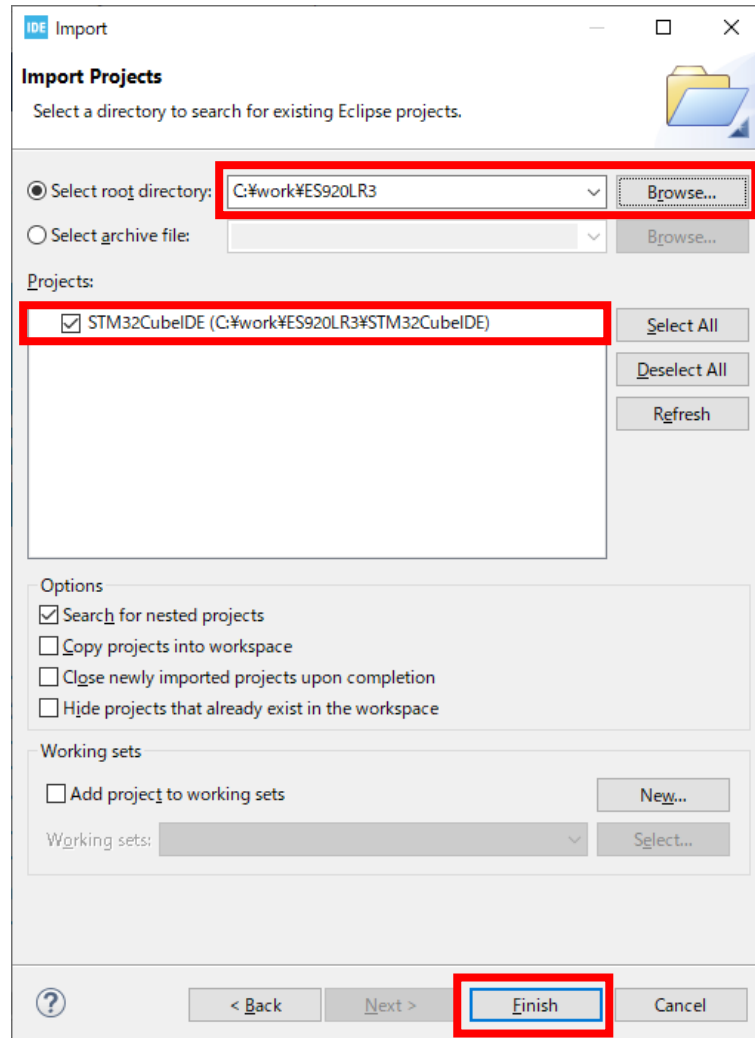 IDE Import
Import Projects
Select a directory to search for existing Eclipse projects.
Select root directory: C:¥work¥ES920LR3 Browse...
Select archive file: Browse...
Projects:
STM32CubeIDE (C:¥work¥ES920LR3¥STM32CubeIDE)
Select All
Deselect All
Refresh
Options
Search for nested projects
Copy projects into workspace
Close newly imported projects upon completion
Hide projects that already exist in the workspace
Working sets
Add project to working sets New...
Working sets: Select...
? < Back Next > Finish Cancel